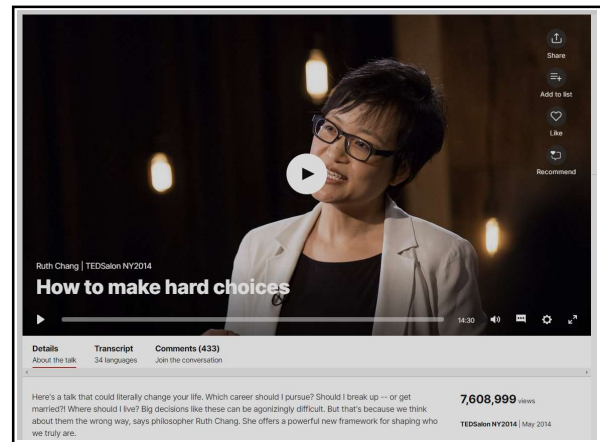 Share
Add to list
Like
Recommend
Ruth Chang | TEDSalon NY2014
How to make hard choices
14:30
Details
About the talk
Transcript
34 languages
Comments (433)
Join the conversation
Here's a talk that could literally change your life. Which career should I pursue? Should I break up -- or get
married?! Where should I live? Big decisions like these can be agonizingly difficult. But that's because we think
about them the wrong way, says philosopher Ruth Chang. She offers a powerful new framework for shaping who
we truly are.
7,608,999 views
TEDSalon NY2014 | May 2014